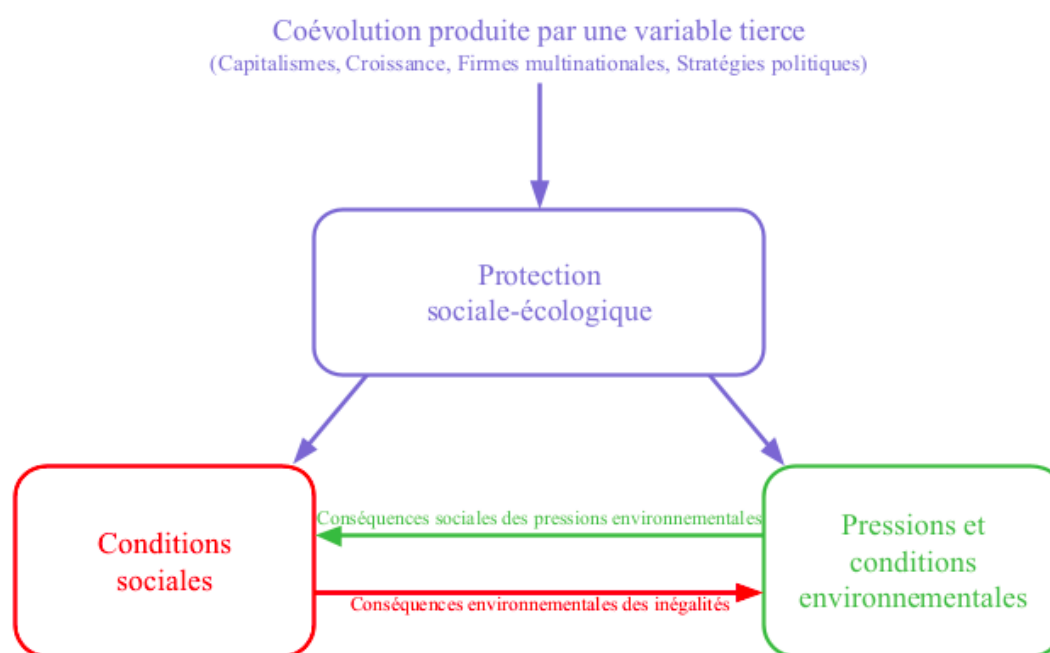 Coévolution produite par une variable tierce
(Capitalismes, Croissance, Firmes multinationales, Stratégies politiques)
Protection
sociale-écologique
Conséquences sociales des pressions environnementales
Conditions
sociales
Pressions et
conditions
environnementales
Conséquences environnementales des inégalités